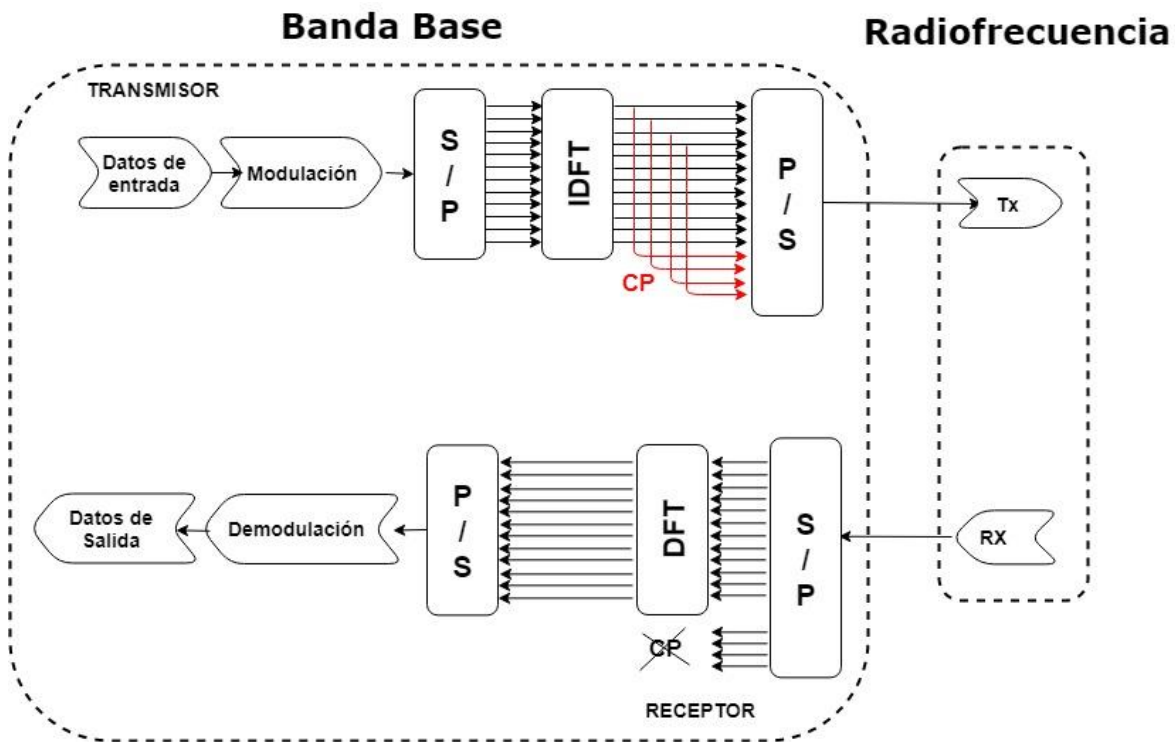 Banda Base
Radiofrecuencia
TRANSMISOR
Datos de
entrada
Modulación
S
/
P
IDFT
CP
P
/
S
Tx
Datos de
Salida
Demodulación
P
/
S
DFT
CP
S
/
P
RX
RECEPTOR